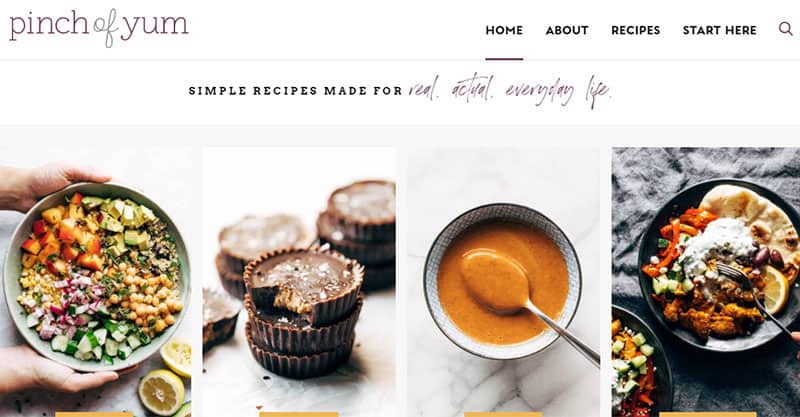 pinch of yum
HOME ABOUT RECIPES START HERE
SIMPLE RECIPES MADE FOR real. actual. everyday life.